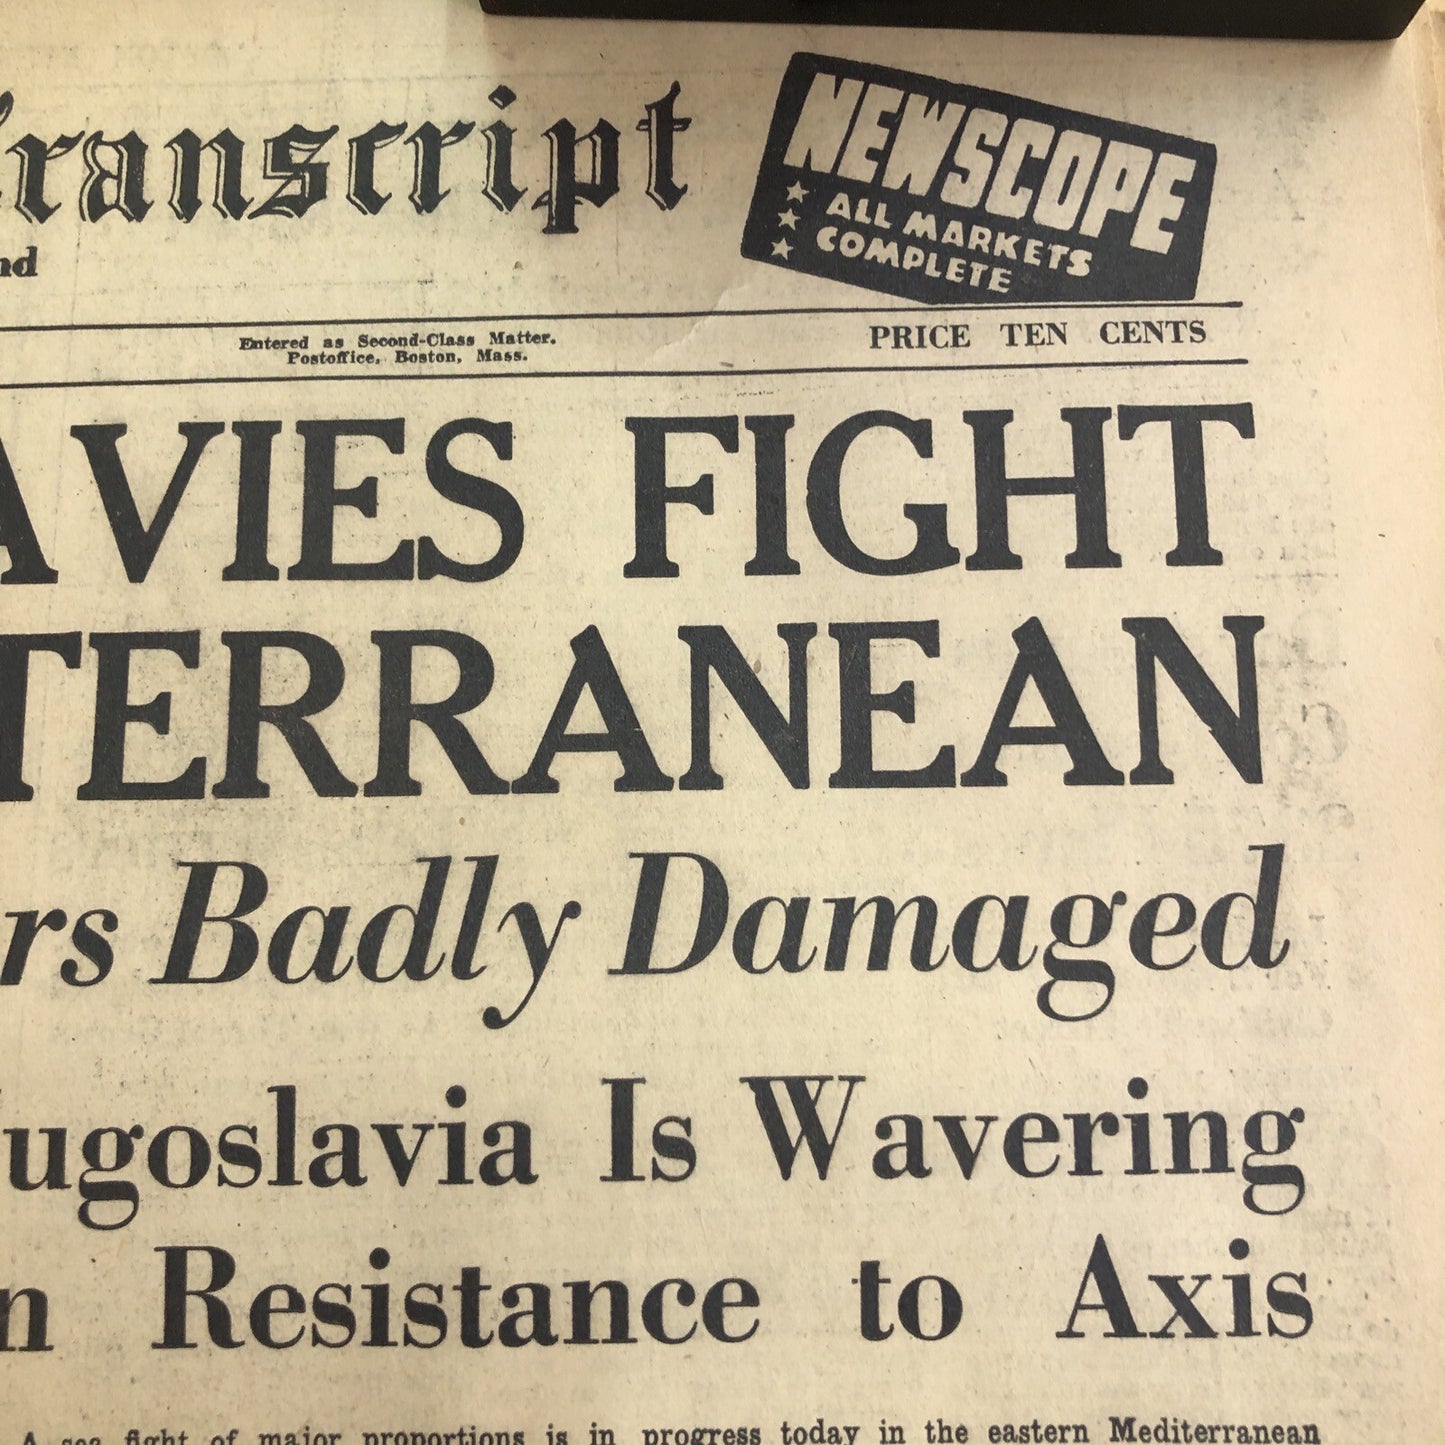 Transcript
NEWSCOPE
ALL MARKETS
COMPLETE
nd
Entered as Second-Class Matter.
Postoffice, Boston, Mass.
PRICE TEN CENTS
AVIES FIGHT
TERRANEAN
rs Badly Damaged
ugoslavia Is Wavering
n Resistance to Axis
A sea fight of major proportions is in progress today in the eastern Mediterranean